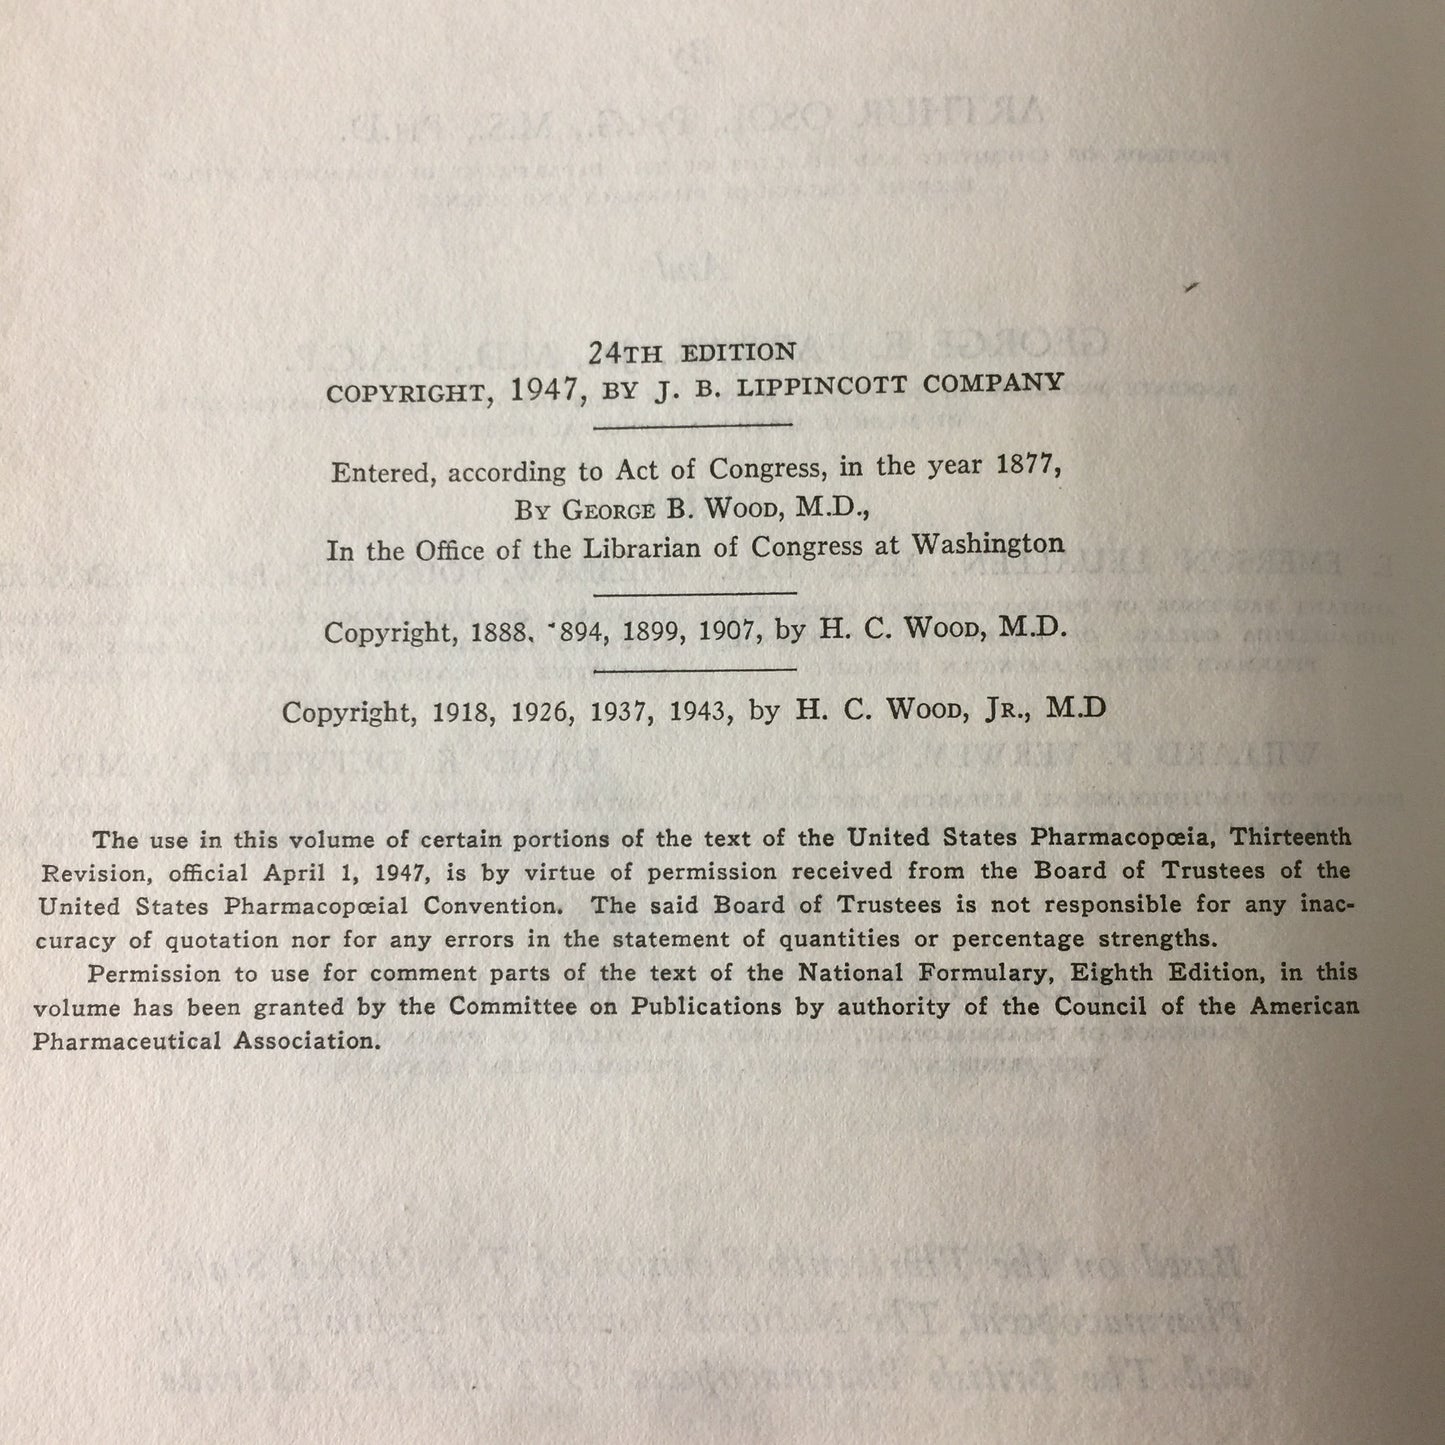 24TH EDITION
COPYRIGHT, 1947, BY J. B. LIPPINCOTT COMPANY
Entered, according to Act of Congress, in the year 1877,
BY GEORGE B. WOOD, M.D.,
In the Office of the Librarian of Congress at Washington
Copyright, 1888, 894, 1899, 1907, by H. C. WOOD, M.D.
Copyright, 1918, 1926, 1937, 1943, by H. C. WOOD, JR., M.D
The use in this volume of certain portions of the text of the United States Pharmacopœia, Thirteenth
Revision, official April 1, 1947, is by virtue of permission received from the Board of Trustees of the
United States Pharmacopœial Convention. The said Board of Trustees is not responsible for any inac-
curacy of quotation nor for any errors in the statement of quantities or percentage strengths.
Permission to use for comment parts of the text of the National Formulary, Eighth Edition, in this
volume has been granted by the Committee on Publications by authority of the Council of the American
Pharmaceutical Association.